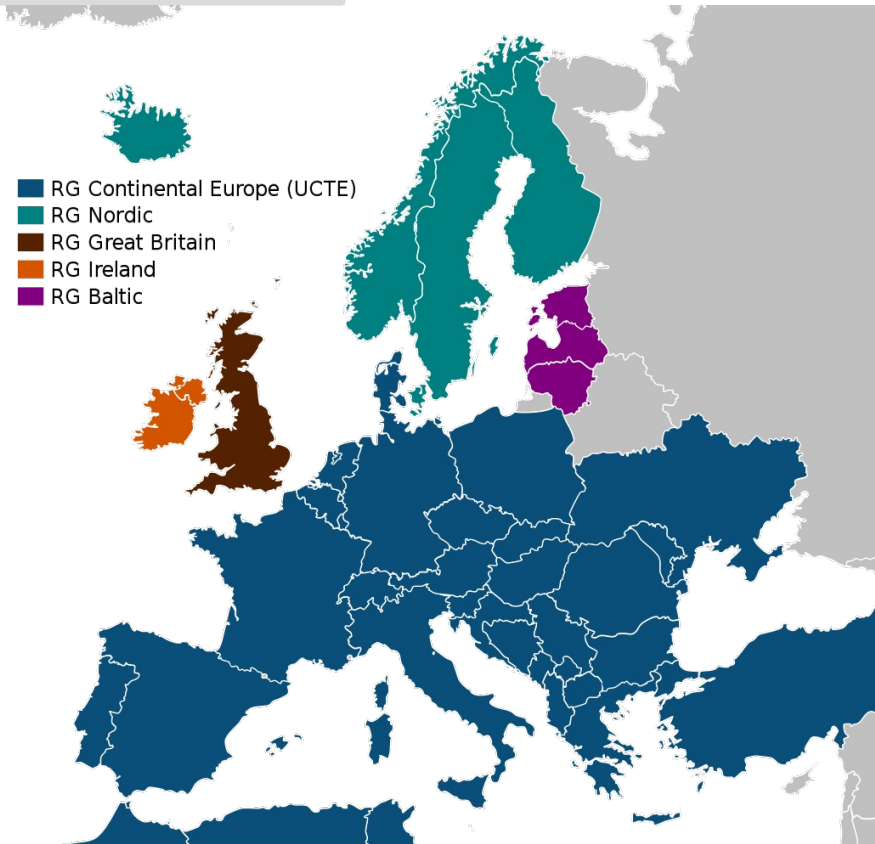 RG Continental Europe (UCTE)
RG Nordic
RG Great Britain
RG Ireland
RG Baltic